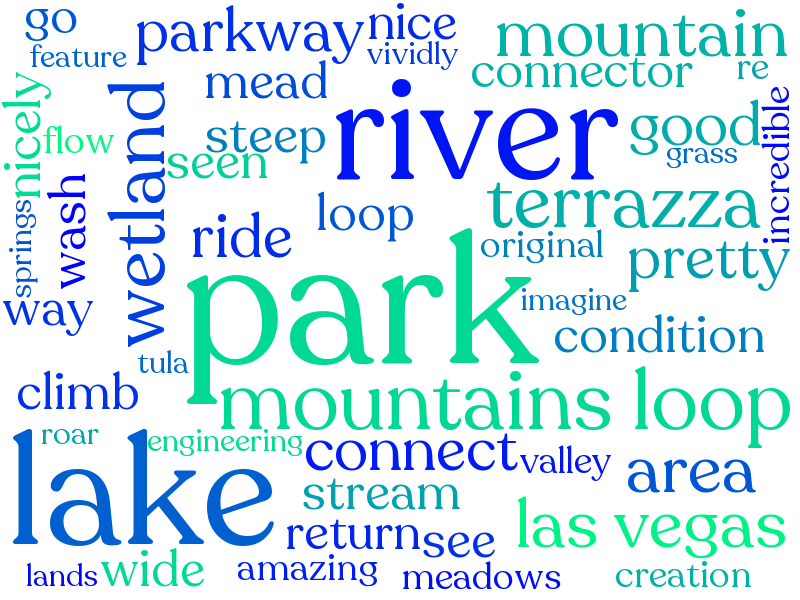 go
parkway
nice
mountain
feature
vividly
mead
connector
re
nicely
wetland
river
incredible
flow
steep
good
seen
grass
wash
springs
ride
loop
terrazza
original
pretty
park
way
imagine
condition
tula
climb
mountains loop
roar
lake
engineering
connect
valley
area
stream
las vegas
return
see
lands
wide
amazing
meadows
creation